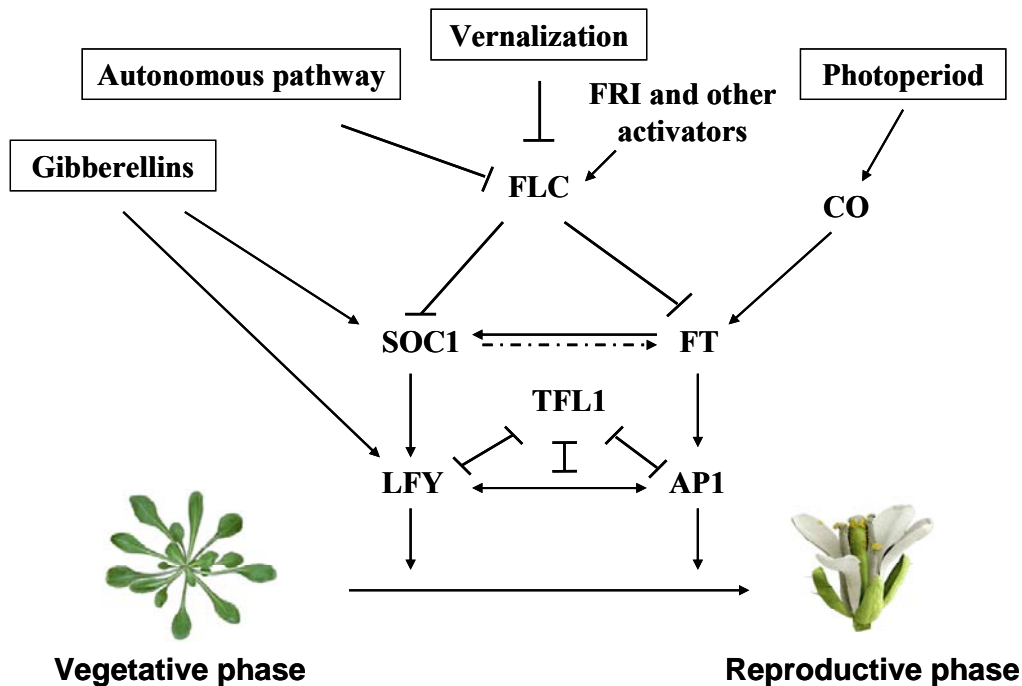 Vernalization
Autonomous pathway
Photoperiod
FRI and other
activators
Gibberellins
FLC
CO
SOC1
FT
TFL1
LFY
AP1
Vegetative phase
Reproductive phase